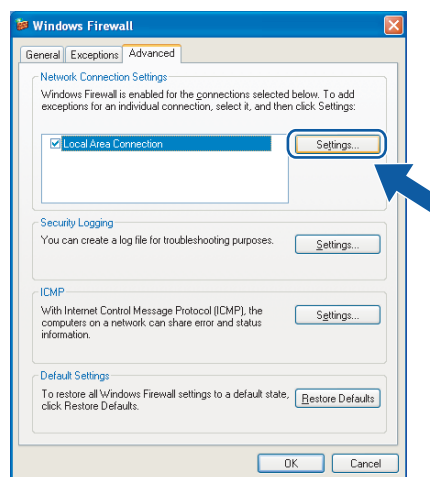 Windows Firewall
General Exceptions Advanced
Network Connection Settings
Windows Firewall is enabled for the connections selected below. To add
exceptions for an individual connection, select it, and then click Settings:
Local Area Connection
Settings...
Security Logging
You can create a log file for troubleshooting purposes.
Settings...
ICMP
With Internet Control Message Protocol (ICMP), the
computers on a network can share error and status
information.
Settings...
Default Settings
To restore all Windows Firewall settings to a default state,
click Restore Defaults.
Restore Defaults
OK Cancel